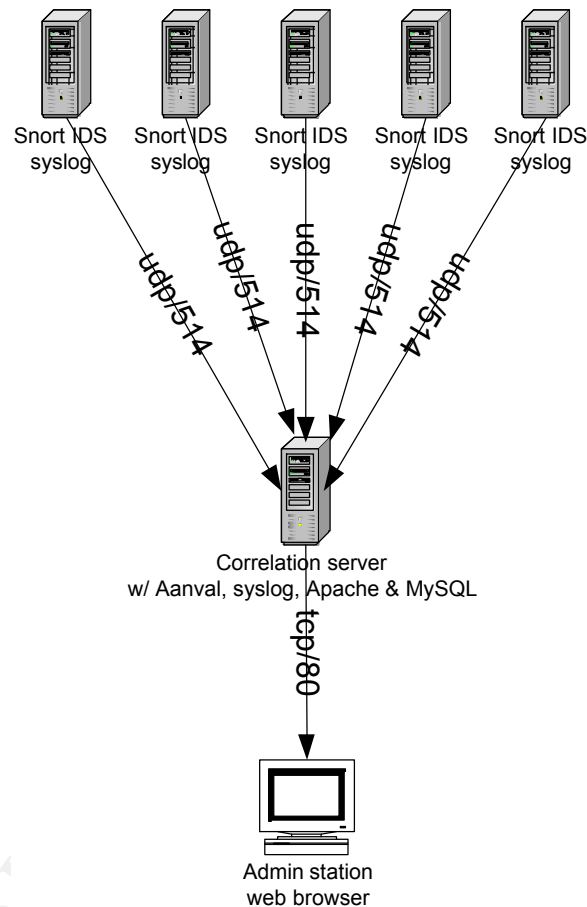 Snort IDS
syslog
Snort IDS
syslog
Snort IDS
syslog
Snort IDS
syslog
Snort IDS
syslog
udp/514
udp/514
udp/514
udp/514
udp/514
Correlation server
w/ Aanval, syslog, Apache & MySQL
tcp/80
Admin station
web browser